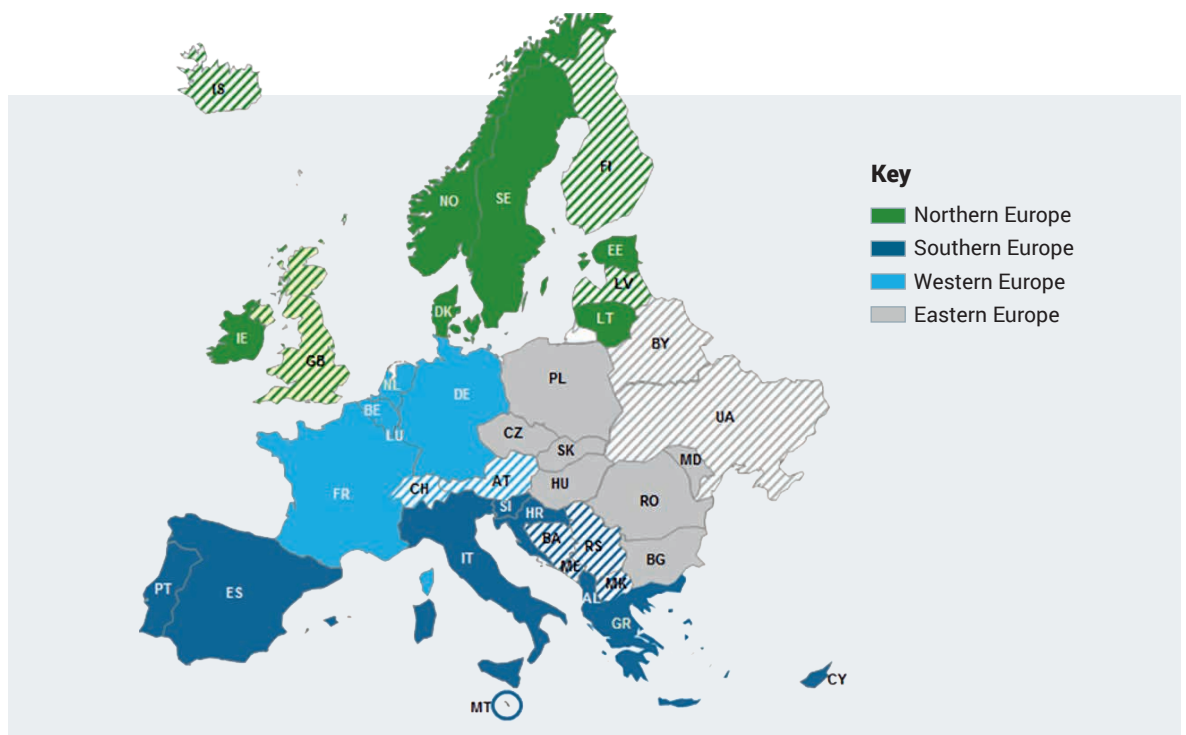 IS
FI
NO
SE
EE
LV
DK
LT
IE
BY
GB
NL
PL
DE
BE
UA
LU
CZ
SK
MD
CH
AT
HU
FR
RO
SI
HR
BA
RS
IT
BG
ME
MK
PT
ES
AL
GR
CY
MT
Key
Northern Europe
Southern Europe
Western Europe
Eastern Europe